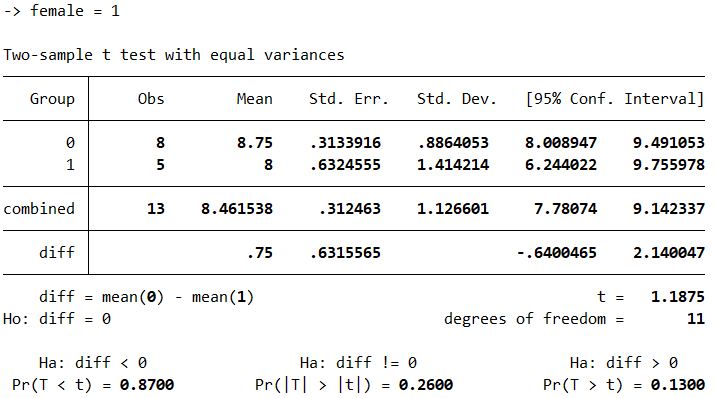 -> female = 1
Two-sample t test with equal variances
Group Obs Mean Std. Err. Std. Dev. [95% Conf. Interval]
0 8 8.75 .3133916 .8864053 8.008947 9.491053
1 5 8 .6324555 1.414214 6.244022 9.755978
combined 13 8.461538 .312463 1.126601 7.78074 9.142337
diff .75 .6315565 -.6400465 2.140047
diff = mean(0) - mean(1) t = 1.1875
Ho: diff = 0 degrees of freedom = 11
Ha: diff < 0 Ha: diff != 0 Ha: diff > 0
Pr(T < t) = 0.8700 Pr(|T| > |t|) = 0.2600 Pr(T > t) = 0.1300